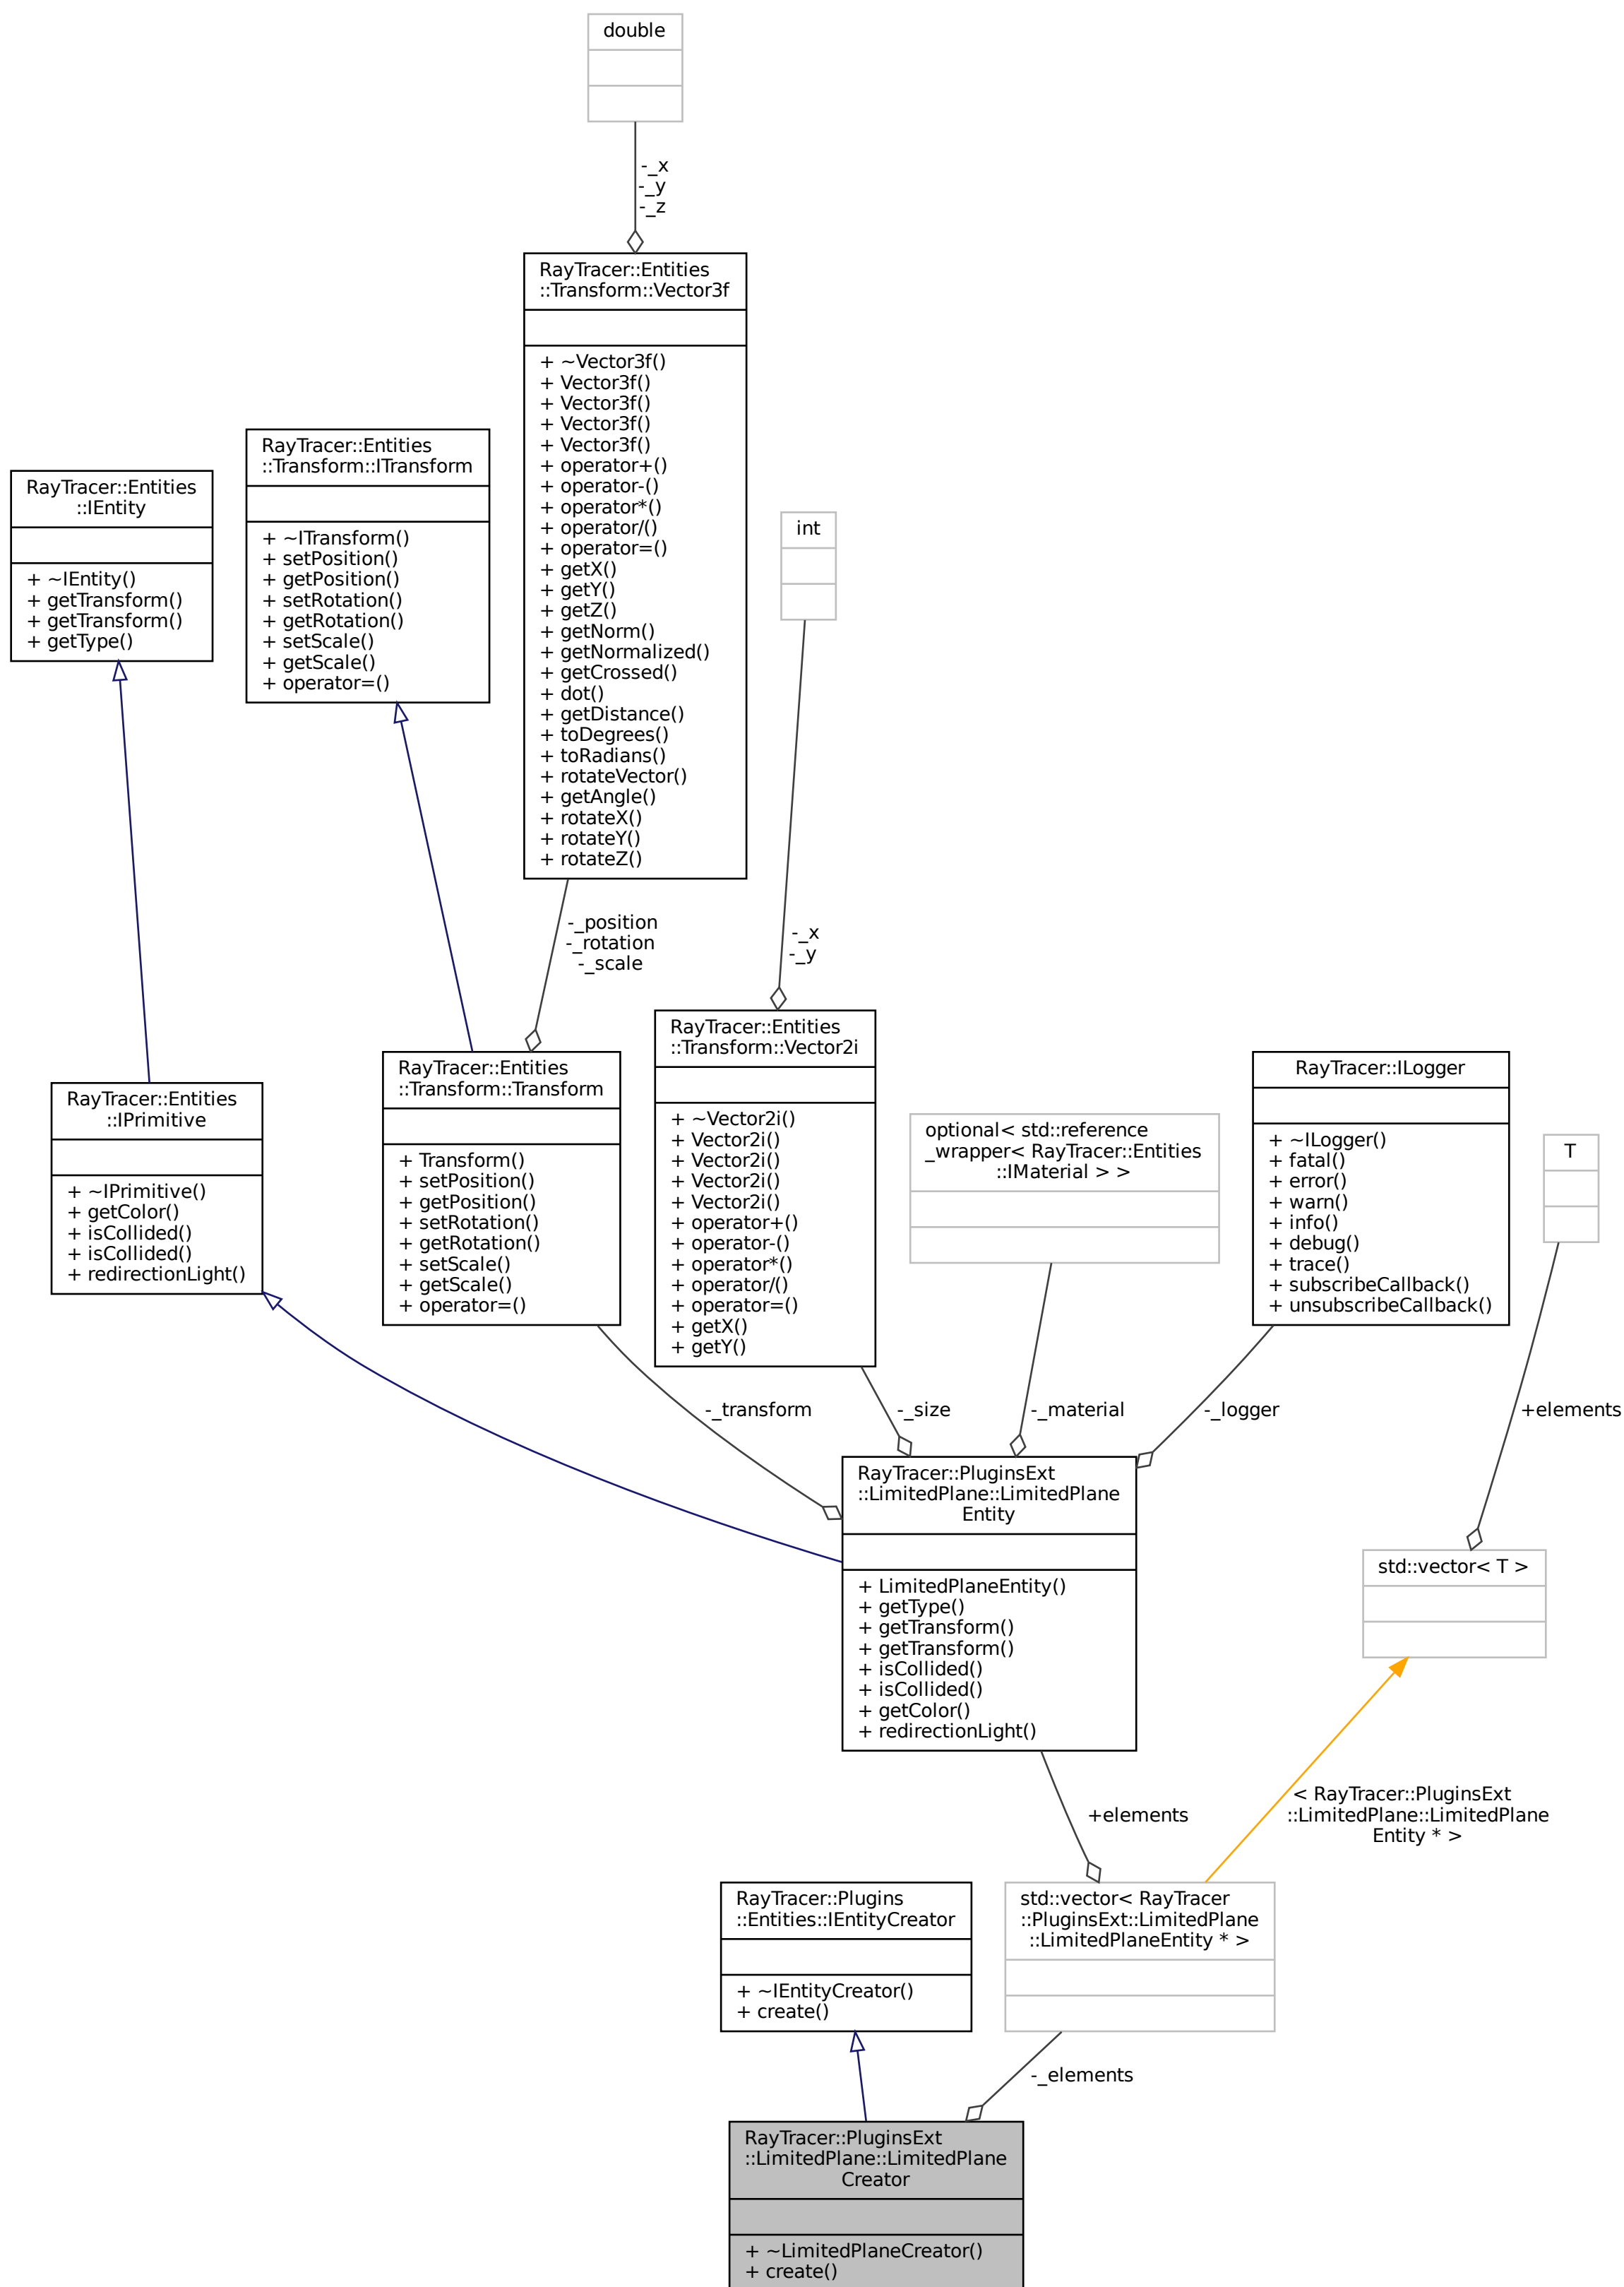 double
-_x
-_y
-_z
RayTracer::Entities
::Transform::Vector3f
+ ~Vector3f()
+ Vector3f()
+ Vector3f()
+ Vector3f()
+ Vector3f()
+ operator+()
+ operator-()
+ operator*()
+ operator/()
+ operator=()
+ getX()
+ getY()
+ getZ()
+ getNorm()
+ getNormalized()
+ getCrossed()
+ dot()
+ getDistance()
+ toDegrees()
+ toRadians()
+ rotateVector()
+ getAngle()
+ rotateX()
+ rotateY()
+ rotateZ()
RayTracer::Entities
::Transform::ITransform
+ ~ITransform()
+ setPosition()
+ getPosition()
+ setRotation()
+ getRotation()
+ setScale()
+ getScale()
+ operator=()
RayTracer::Entities
::IEntity
+ ~IEntity()
+ getTransform()
+ getTransform()
+ getType()
int
-_position
-_rotation
-_scale
-_x
-_y
RayTracer::Entities
::IPrimitive
+ ~IPrimitive()
+ getColor()
+ isCollided()
+ isCollided()
+ redirectionLight()
RayTracer::Entities
::Transform::Transform
+ Transform()
+ setPosition()
+ getPosition()
+ setRotation()
+ getRotation()
+ setScale()
+ getScale()
+ operator=()
RayTracer::Entities
::Transform::Vector2i
+ ~Vector2i()
+ Vector2i()
+ Vector2i()
+ Vector2i()
+ Vector2i()
+ operator+()
+ operator-()
+ operator*()
+ operator/()
+ operator=()
+ getX()
+ getY()
optional< std::reference
_wrapper< RayTracer::Entities
::IMaterial > >
RayTracer::ILogger
+ ~ILogger()
+ fatal()
+ error()
+ warn()
+ info()
+ debug()
+ trace()
+ subscribeCallback()
+ unsubscribeCallback()
T
-_transform
-_size
-_material
-_logger
+elements
RayTracer::PluginsExt
::LimitedPlane::LimitedPlane
Entity
+ LimitedPlaneEntity()
+ getType()
+ getTransform()
+ getTransform()
+ isCollided()
+ isCollided()
+ getColor()
+ redirectionLight()
std::vector< T >
+elements
< RayTracer::PluginsExt
::LimitedPlane::LimitedPlane
Entity * >
RayTracer::Plugins
::Entities::IEntityCreator
+ ~IEntityCreator()
+ create()
std::vector< RayTracer
::PluginsExt::LimitedPlane
::LimitedPlaneEntity * >
-_elements
RayTracer::PluginsExt
::LimitedPlane::LimitedPlane
Creator
+ ~LimitedPlaneCreator()
+ create()